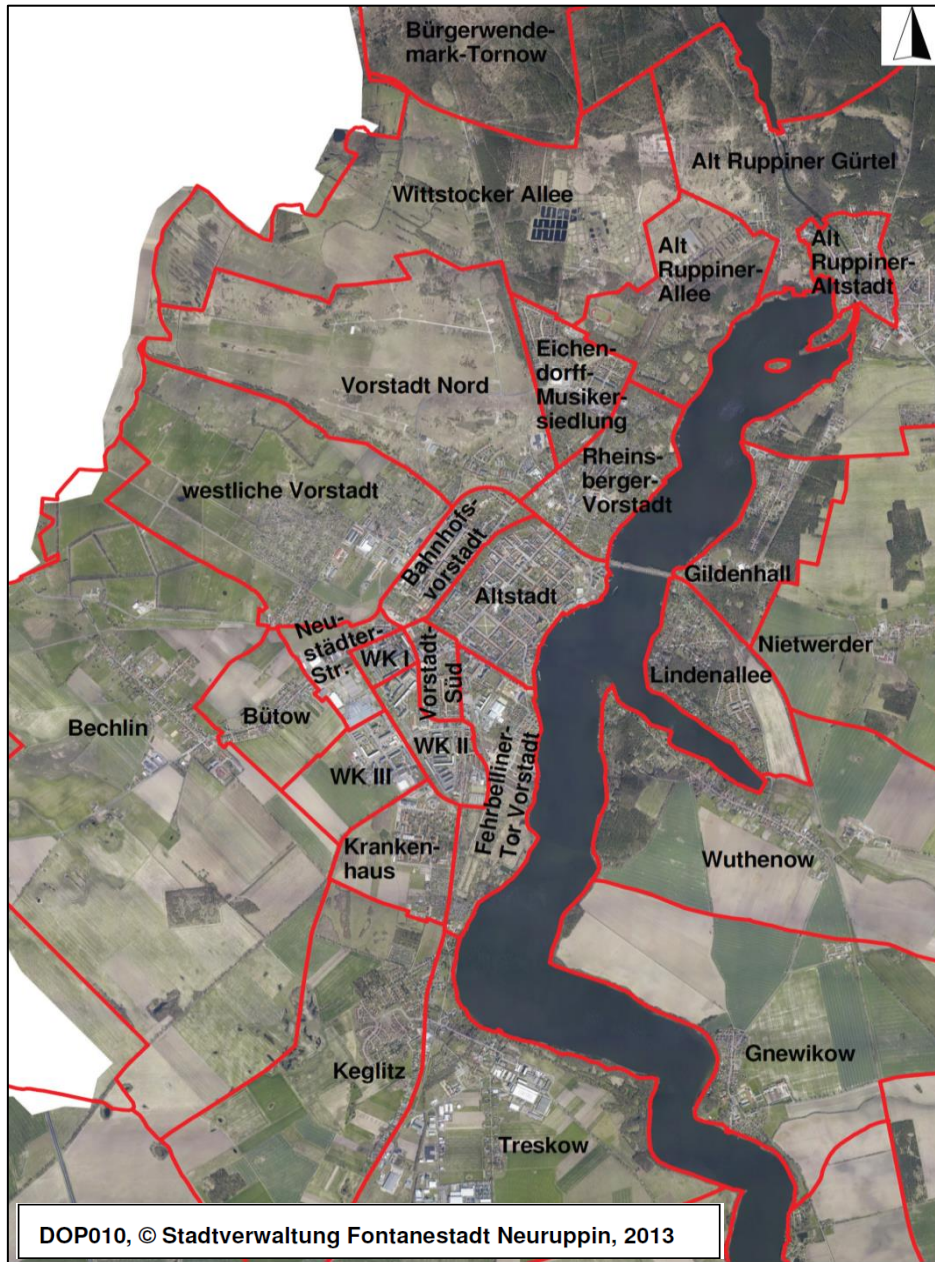 Bürgerwende-
mark-Tornow
Alt Ruppiner Gürtel
Wittstocker Allee
Alt
Ruppiner-
Allee
Alt
Ruppiner-
Altstadt
Eichen-
dorff-
Musiker-
siedlung
Vorstadt Nord
Rheins-
berger-
Vorstadt
westliche Vorstadt
Bahnhofs-
vorstadt
Altstadt
Gildenhall
Neu-
städter-
Str.
WK I
Vorstadt-
Süd
Nietwerder
Lindenallee
Bechlin
Bütow
WK II
WK III
Fehrbelliner-
Tor Vorstadt
Kranken-
haus
Wuthenow
Gnewikow
Keglitz
Treskow
DOP010, © Stadtverwaltung Fontanestadt Neuruppin, 2013